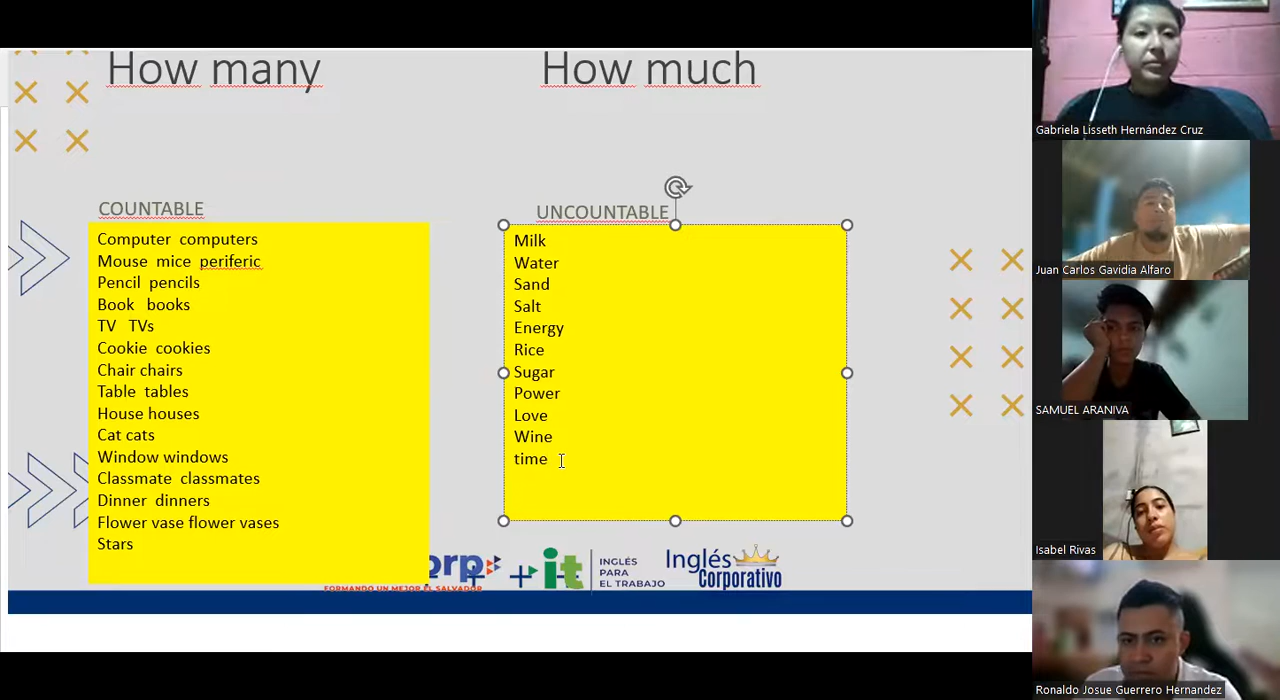 How many
How much
COUNTABLE
Computer computers
Mouse mice periferic
Pencil pencils
Book books
TV TVs
Cookie cookies
Chair chairs
Table tables
House houses
Cat cats
Window windows
Classmate classmates
Dinner dinners
Flower vase flower vases
Stars
UNCOUNTABLE
Milk
Water
Sand
Salt
Energy
Rice
Sugar
Power
Love
Wine
time
FORMANDO UN MEJOR EL SALVADOR
it
INGLÉS
PARA
EL TRABAJO
Inglés
Corporativo
Gabriela Lisseth Hernández Cruz
Juan Carlos Gavidia Alfaro
SAMUEL ARANIVA
Isabel Rivas
Ronaldo Josue Guerrero Hernandez